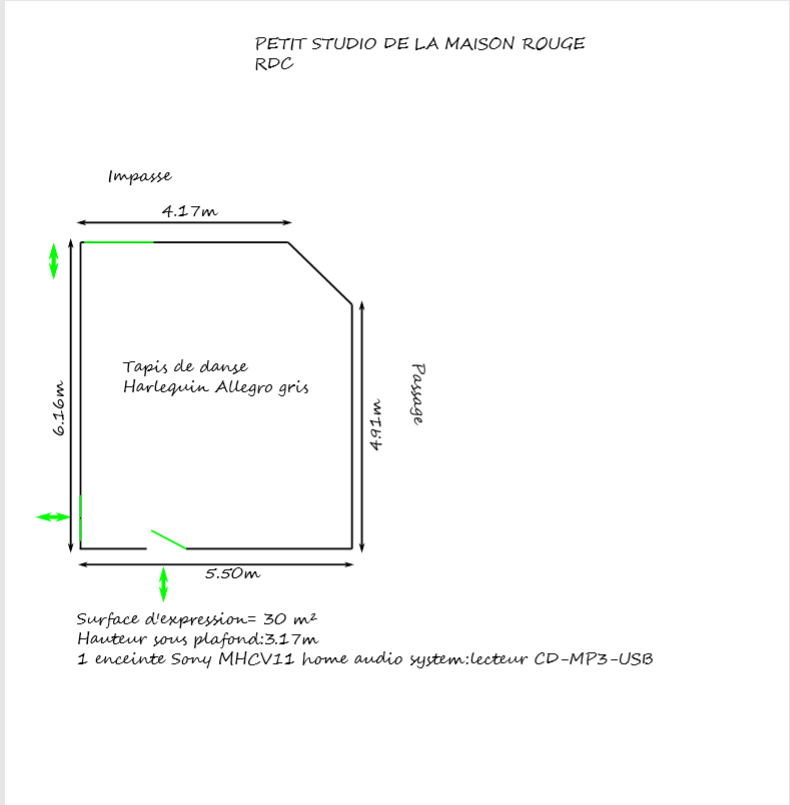 PETIT STUDIO DE LA MAISON ROUGE
RDC
Impasse
4.17m
Tapis de danse
Harlequin Allegro gris
6.16m
4.91m
Passage
5.50m
Surface d'expression= 30 m²
Hauteur sous plafond:3.17m
1 enceinte Sony MHCV11 home audio system:lecteur CD-MP3-USB